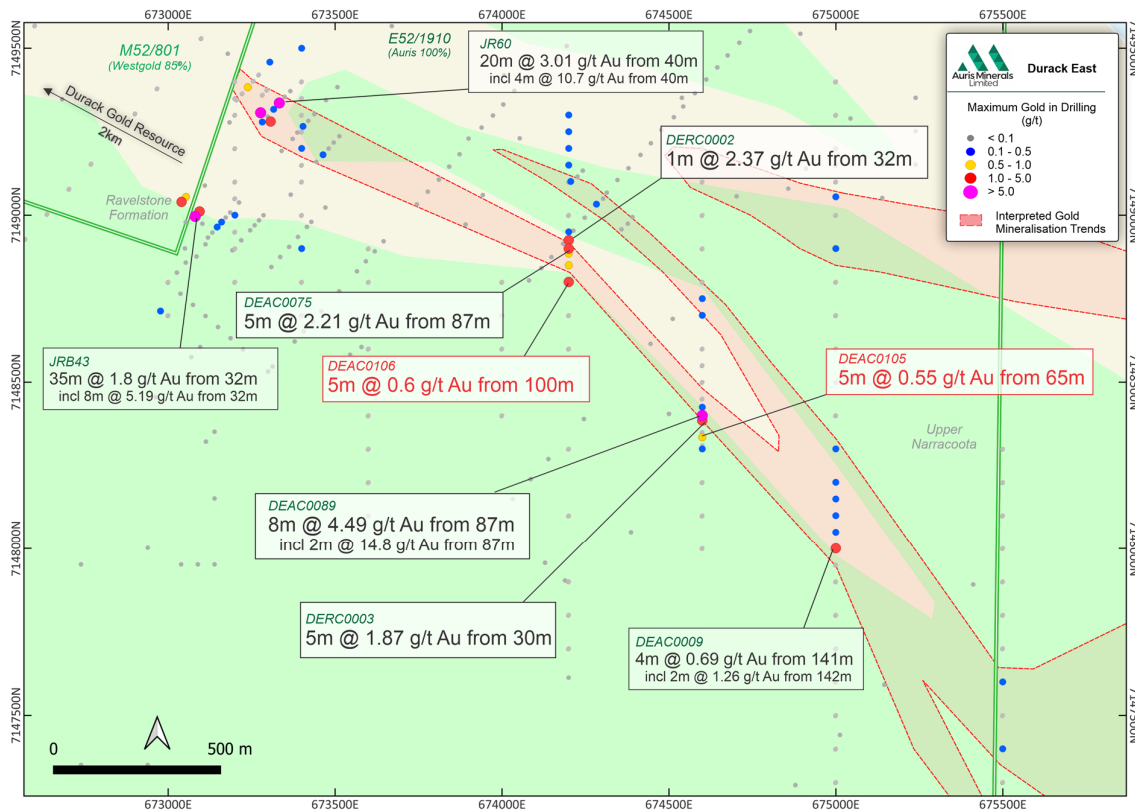 673000E
673500E
674000E
674500E
675000E
675500E
7149500N
7149000N
7148500N
7148000N
7147500N
M52/801
(Westgold 85%)
E52/1910
(Auris 100%)
Durack Gold Resource
2km
Ravelstone
Formation
JR60
20m @ 3.01 g/t Au from 40m
incl 4m @ 10.7 g/t Au from 40m
DERC0002
1m @ 2.37 g/t Au from 32m
DEAC0075
5m @ 2.21 g/t Au from 87m
JRB43
35m @ 1.8 g/t Au from 32m
incl 8m @ 5.19 g/t Au from 32m
DEAC0106
5m @ 0.6 g/t Au from 100m
DEAC0105
5m @ 0.55 g/t Au from 65m
Upper
Narracoota
DEAC0089
8m @ 4.49 g/t Au from 87m
incl 2m @ 14.8 g/t Au from 87m
DERC0003
5m @ 1.87 g/t Au from 30m
DEAC0009
4m @ 0.69 g/t Au from 141m
incl 2m @ 1.26 g/t Au from 142m
Auris Minerals
Limited
Durack East
Maximum Gold in Drilling
(g/t)
< 0.1
0.1 - 0.5
0.5 - 1.0
1.0 - 5.0
> 5.0
Interpreted Gold
Mineralisation Trends
0 500 m
673000E
673500E
674000E
674500E
675000E
675500E